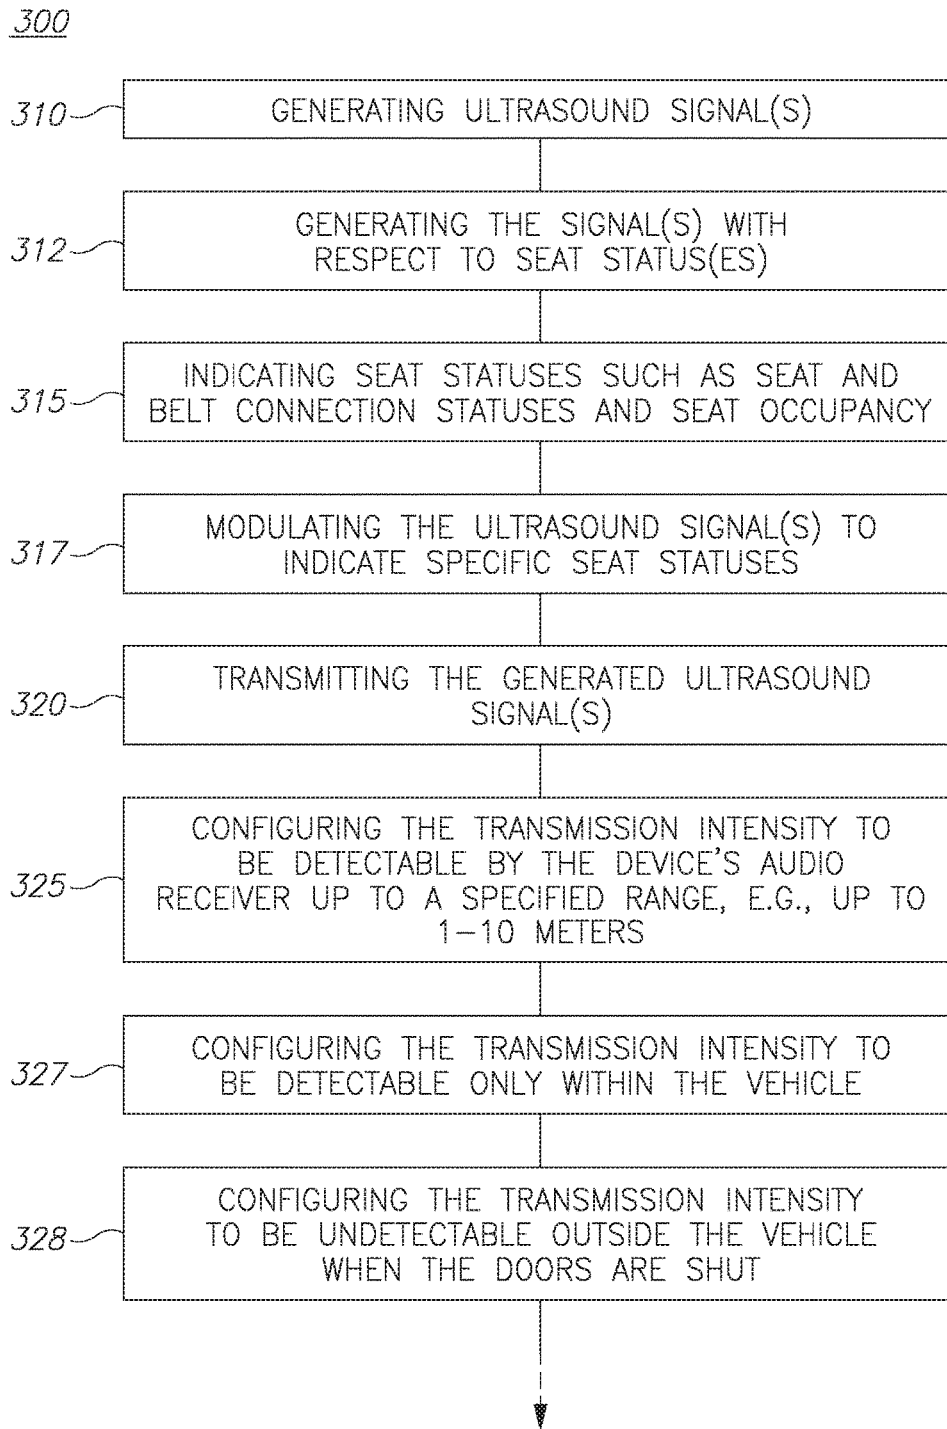 300
310
GENERATING ULTRASOUND SIGNAL(S)
312
GENERATING THE SIGNAL(S) WITH
RESPECT TO SEAT STATUS(ES)
315
INDICATING SEAT STATUSES SUCH AS SEAT AND
BELT CONNECTION STATUSES AND SEAT OCCUPANCY
317
MODULATING THE ULTRASOUND SIGNAL(S) TO
INDICATE SPECIFIC SEAT STATUSES
320
TRANSMITTING THE GENERATED ULTRASOUND
SIGNAL(S)
325
CONFIGURING THE TRANSMISSION INTENSITY TO
BE DETECTABLE BY THE DEVICE'S AUDIO
RECEIVER UP TO A SPECIFIED RANGE, E.G., UP TO
1–10 METERS
327
CONFIGURING THE TRANSMISSION INTENSITY TO
BE DETECTABLE ONLY WITHIN THE VEHICLE
328
CONFIGURING THE TRANSMISSION INTENSITY
TO BE UNDETECTABLE OUTSIDE THE VEHICLE
WHEN THE DOORS ARE SHUT